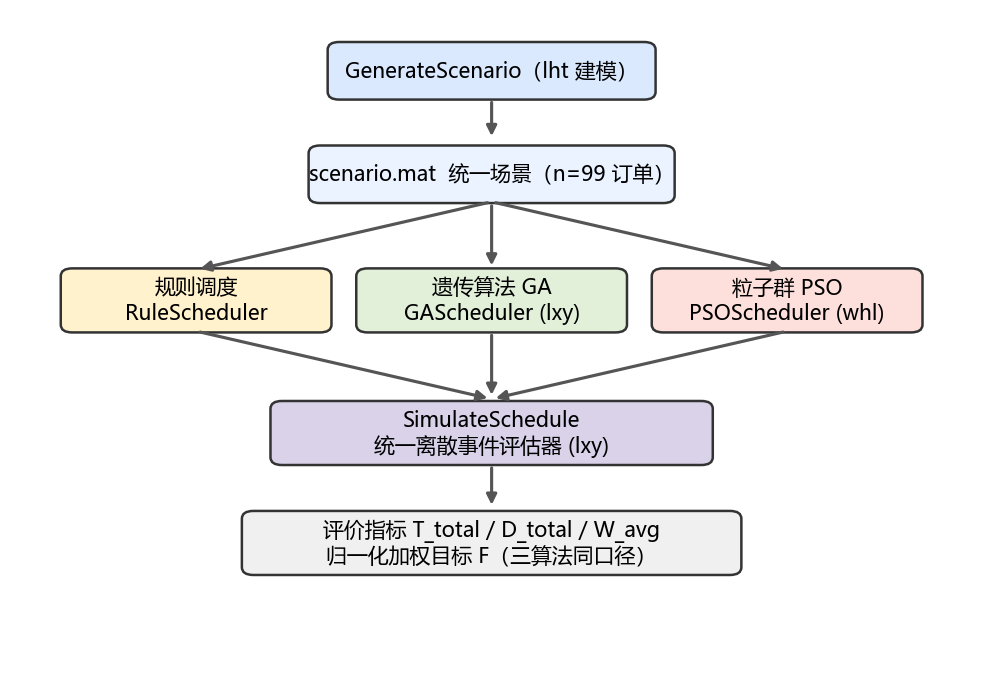 GenerateScenario（lht 建模）
scenario.mat 统一场景（n=99 订单）
规则调度
RuleScheduler
遗传算法 GA
GAScheduler (lxy)
粒子群 PSO
PSOScheduler (whl)
SimulateSchedule
统一离散事件评估器 (lxy)
评价指标 T_total / D_total / W_avg
归一化加权目标 F（三算法同口径）